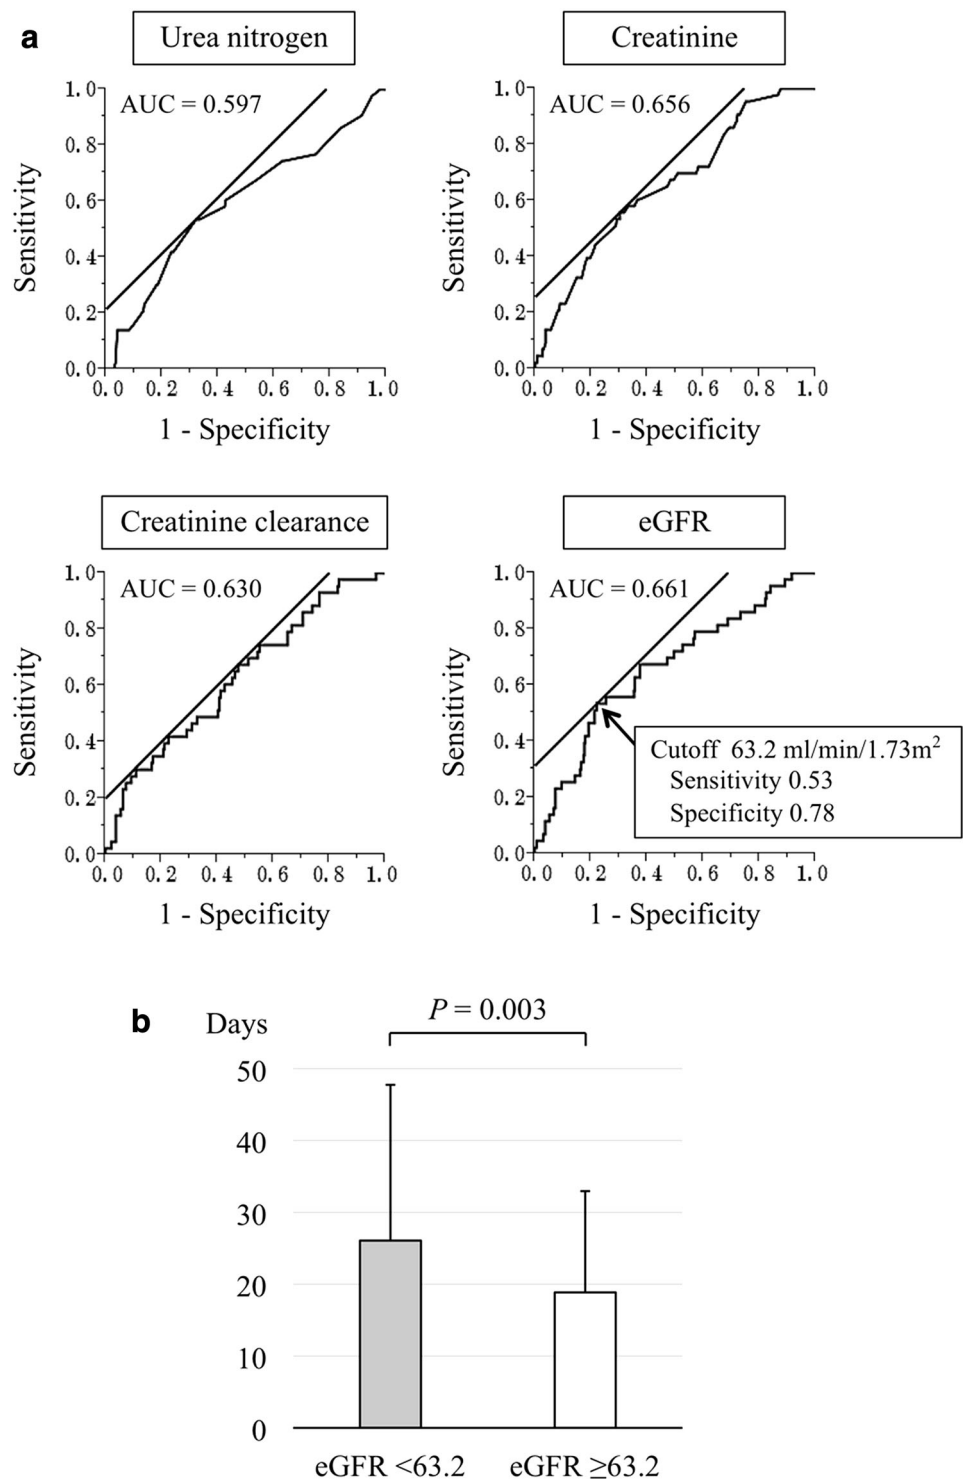 a
Urea nitrogen
AUC = 0.597
Sensitivity
1.0
0.8
0.6
0.4
0.2
0.0
0.0 0.2 0.4 0.6 0.8 1.0
1 - Specificity
Creatinine
AUC = 0.656
Sensitivity
1.0
0.8
0.6
0.4
0.2
0.0
0.0 0.2 0.4 0.6 0.8 1.0
1 - Specificity
Creatinine clearance
AUC = 0.630
Sensitivity
1.0
0.8
0.6
0.4
0.2
0.0
0.0 0.2 0.4 0.6 0.8 1.0
1 - Specificity
eGFR
AUC = 0.661
Sensitivity
1.0
0.8
0.6
0.4
0.2
0.0
0.0 0.2 0.4 0.6 0.8 1.0
1 - Specificity
Cutoff 63.2 ml/min/1.73m²
Sensitivity 0.53
Specificity 0.78
b
Days
P = 0.003
50
40
30
20
10
0
eGFR <63.2 eGFR ≥63.2